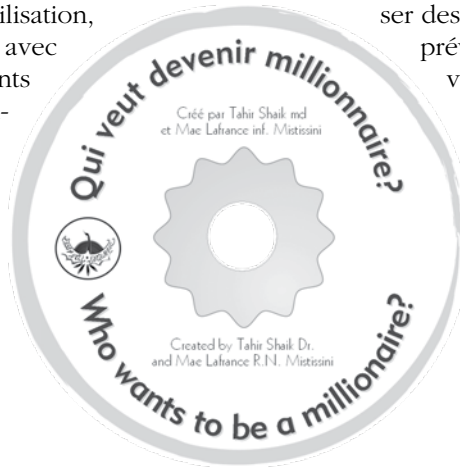 ilisation,
avec
nts
-
ser des
prév
v
Qui veut devenir millionnaire?
Créé par Tahir Shaik md
et Mae Lafrance inf. Mistissini
Created by Tahir Shaik Dr.
and Mae Lafrance R.N. Mistissini
Who wants to be a millionaire?